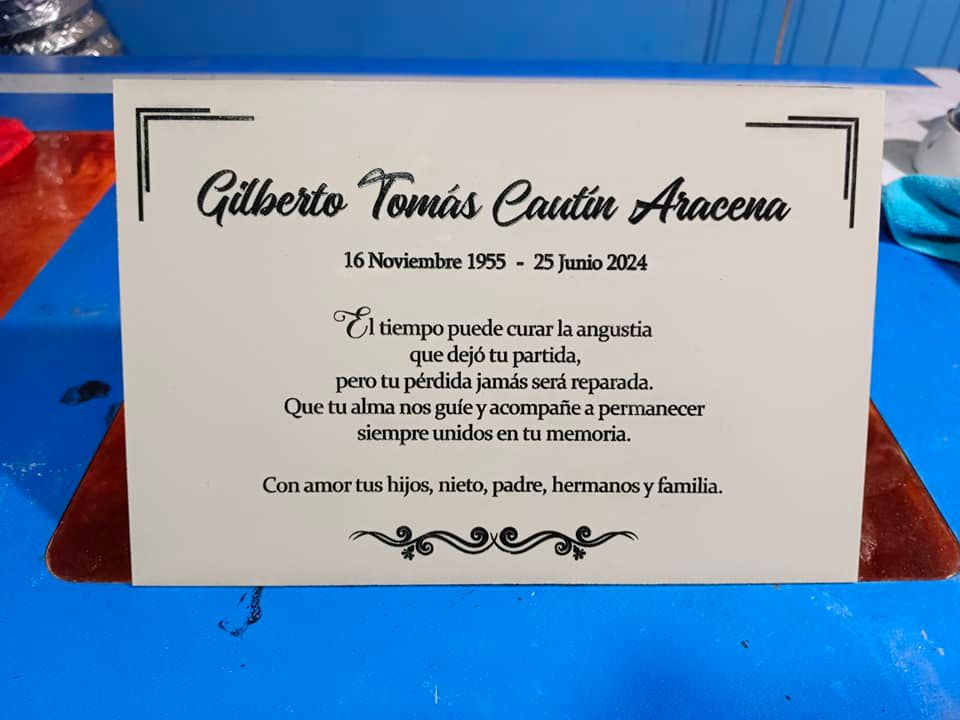 Gilberto Tomás Cautín Aracena
16 Noviembre 1955 - 25 Junio 2024
El tiempo puede curar la angustia
que dejó tu partida,
pero tu pérdida jamás será reparada.
Que tu alma nos guíe y acompañe a permanecer
siempre unidos en tu memoria.
Con amor tus hijos, nieto, padre, hermanos y familia.